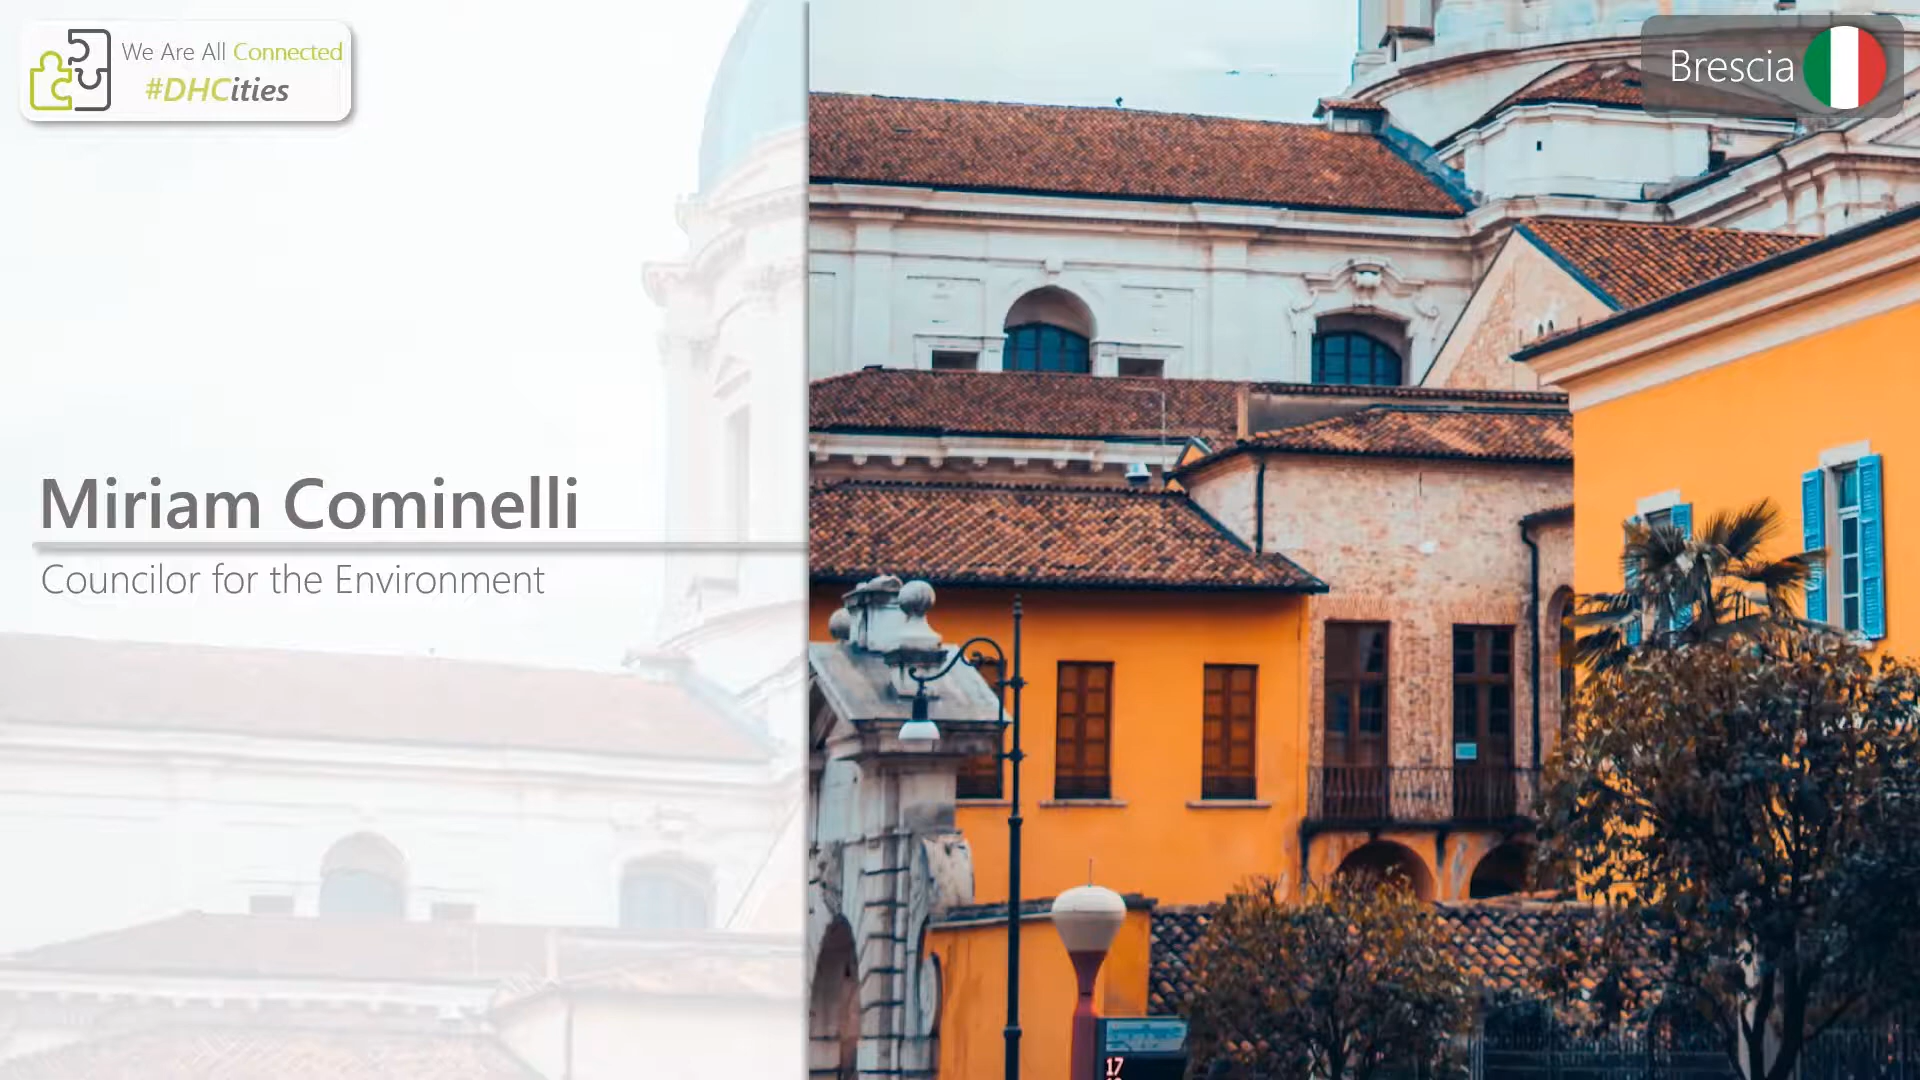 We Are All Connected
#DHCities
Brescia
Miriam Cominelli
Councilor for the Environment
17